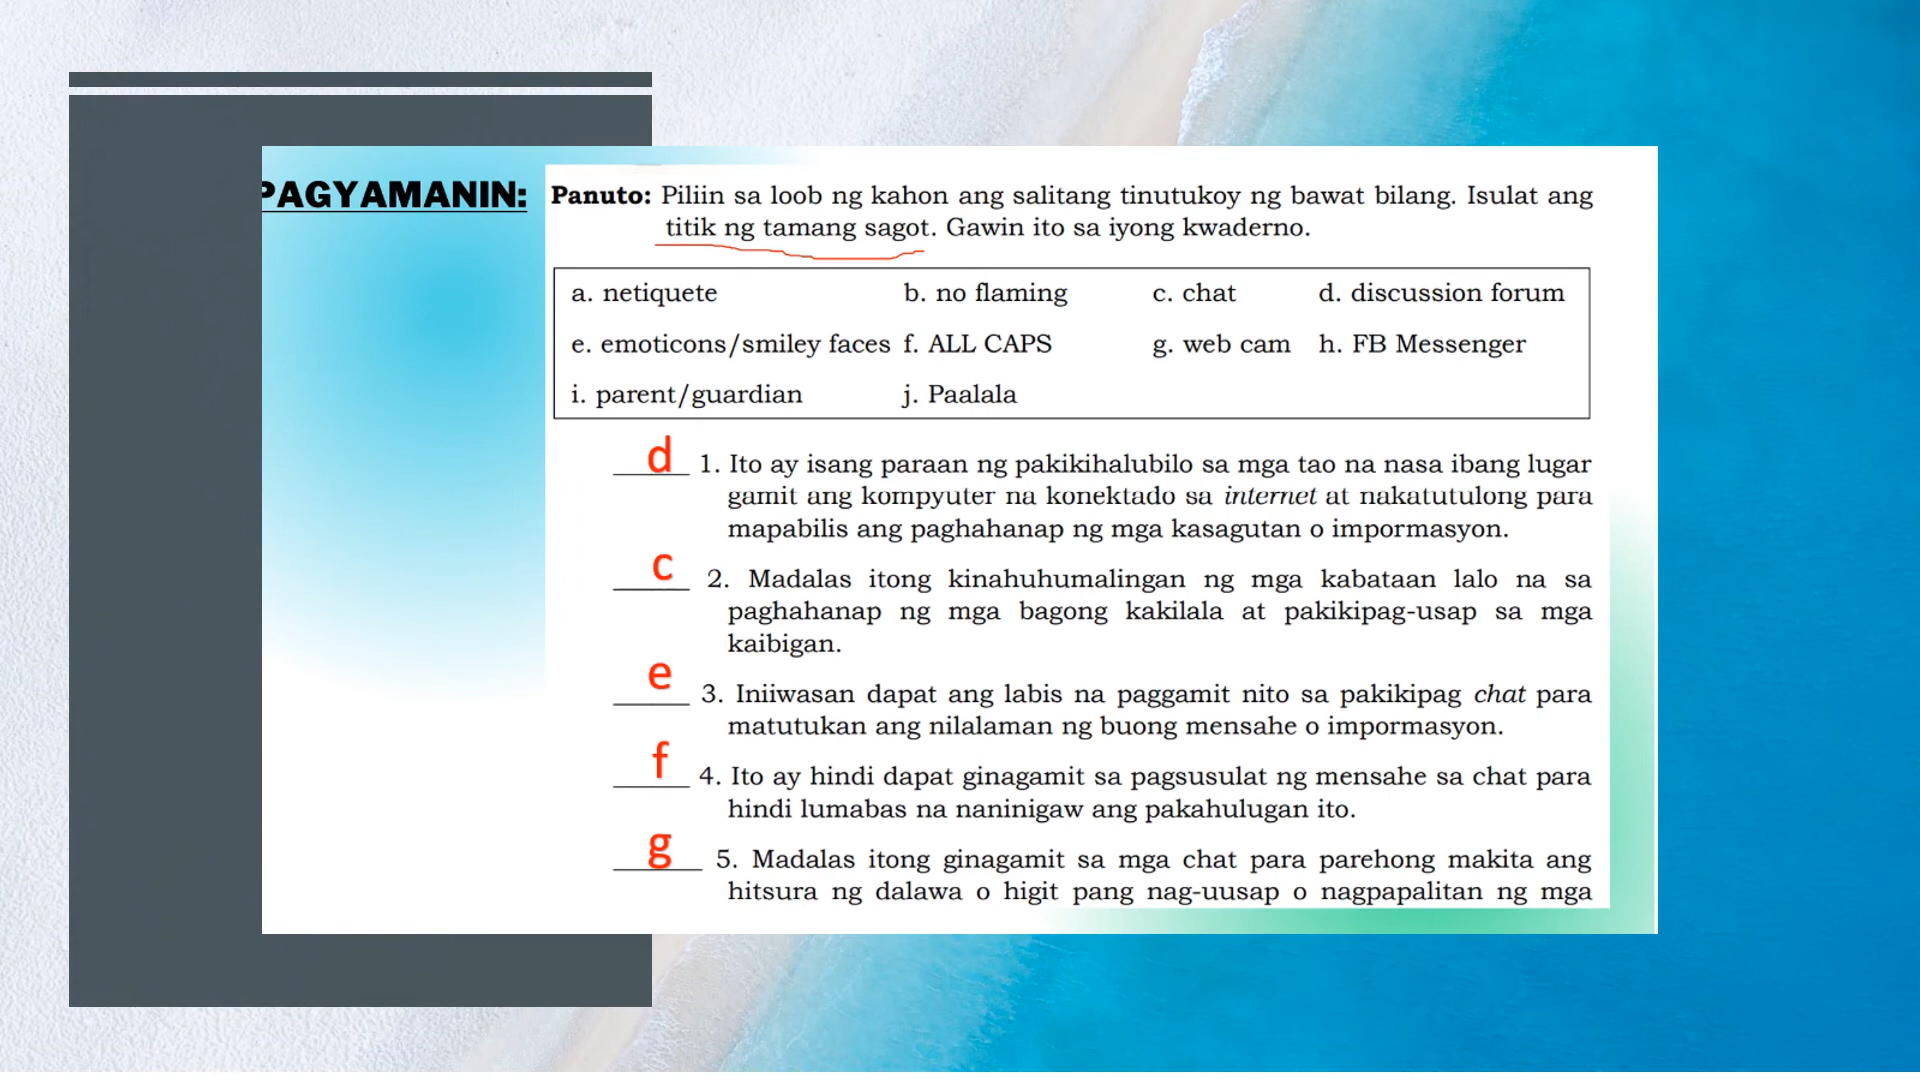 PAGYAMANIN:
Panuto: Piliin sa loob ng kahon ang salitang tinutukoy ng bawat bilang. Isulat ang
titik ng tamang sagot. Gawin ito sa iyong kwaderno.
a. netiquete b. no flaming c. chat d. discussion forum
e. emoticons/smiley faces f. ALL CAPS g. web cam h. FB Messenger
i. parent/guardian j. Paalala
d 1. Ito ay isang paraan ng pakikihalubilo sa mga tao na nasa ibang lugar
gamit ang kompyuter na konektado sa internet at nakatutulong para
mapabilis ang paghahanap ng mga kasagutan o impormasyon.
c 2. Madalas itong kinahuhumalingan ng mga kabataan lalo na sa
paghahanap ng mga bagong kakilala at pakikipag-usap sa mga
kaibigan.
e 3. Iniiwasan dapat ang labis na paggamit nito sa pakikipag chat para
matutukan ang nilalaman ng buong mensahe o impormasyon.
f 4. Ito ay hindi dapat ginagamit sa pagsusulat ng mensahe sa chat para
hindi lumabas na naninigaw ang pakahulugan ito.
g 5. Madalas itong ginagamit sa mga chat para parehong makita ang
hitsura ng dalawa o higit pang nag-uusap o nagpapalitan ng mga